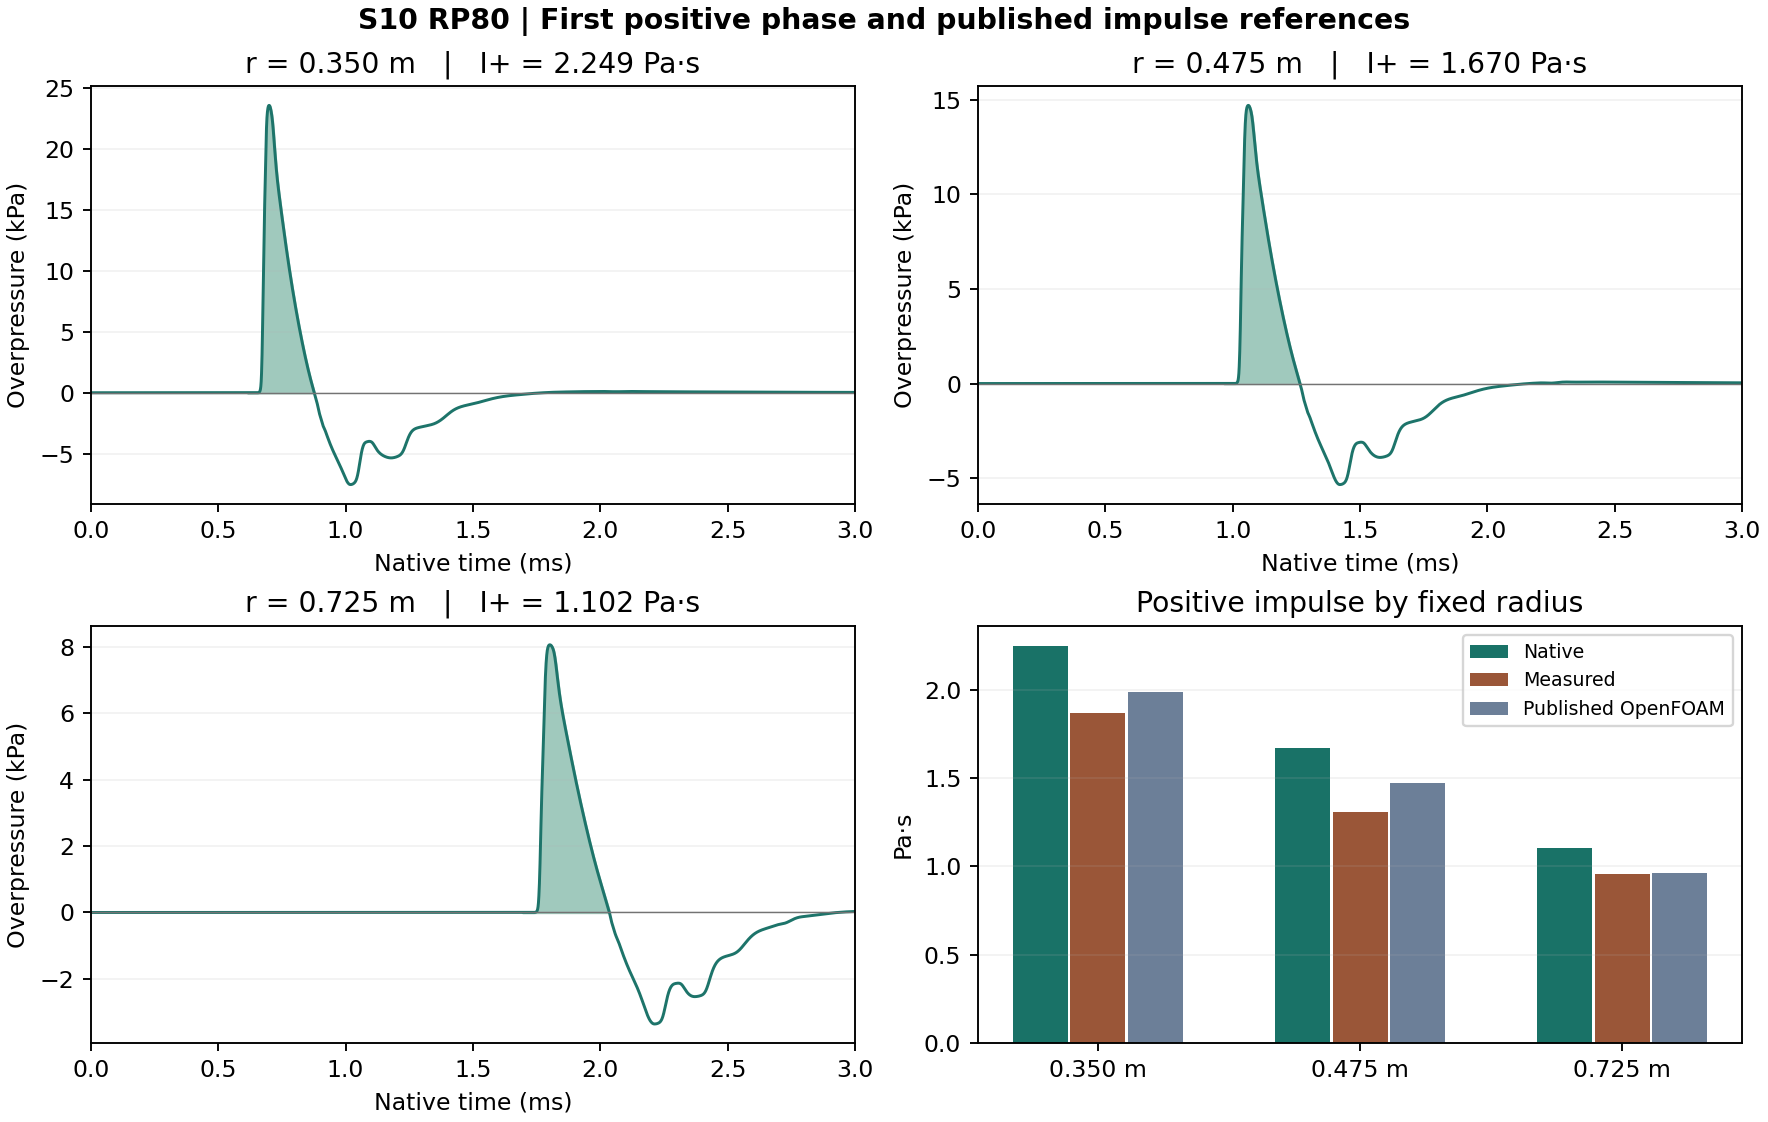 S10 RP80 | First positive phase and published impulse references
r = 0.350 m | I+ = 2.249 Pa·s
25
20
15
10
5
0
−5
Overpressure (kPa)
0.0 0.5 1.0 1.5 2.0 2.5 3.0
Native time (ms)
r = 0.475 m | I+ = 1.670 Pa·s
15
10
5
0
−5
Overpressure (kPa)
0.0 0.5 1.0 1.5 2.0 2.5 3.0
Native time (ms)
r = 0.725 m | I+ = 1.102 Pa·s
8
6
4
2
0
−2
Overpressure (kPa)
0.0 0.5 1.0 1.5 2.0 2.5 3.0
Native time (ms)
Positive impulse by fixed radius
Native
Measured
Published OpenFOAM
2.0
1.5
1.0
0.5
0.0
Pa·s
0.350 m 0.475 m 0.725 m